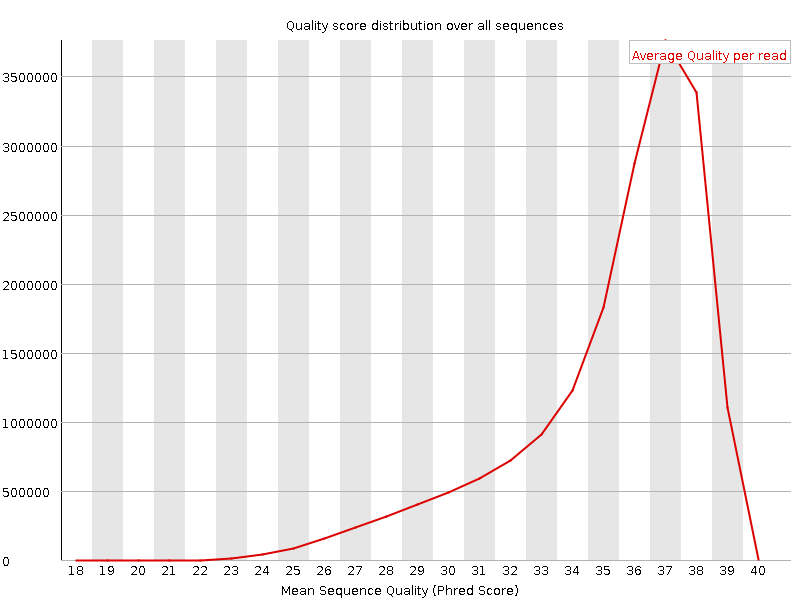 Quality score distribution over all sequences
Average Quality per read
3500000
3000000
2500000
2000000
1500000
1000000
500000
0
18 19 20 21 22 23 24 25 26 27 28 29 30 31 32 33 34 35 36 37 38 39 40
Mean Sequence Quality (Phred Score)